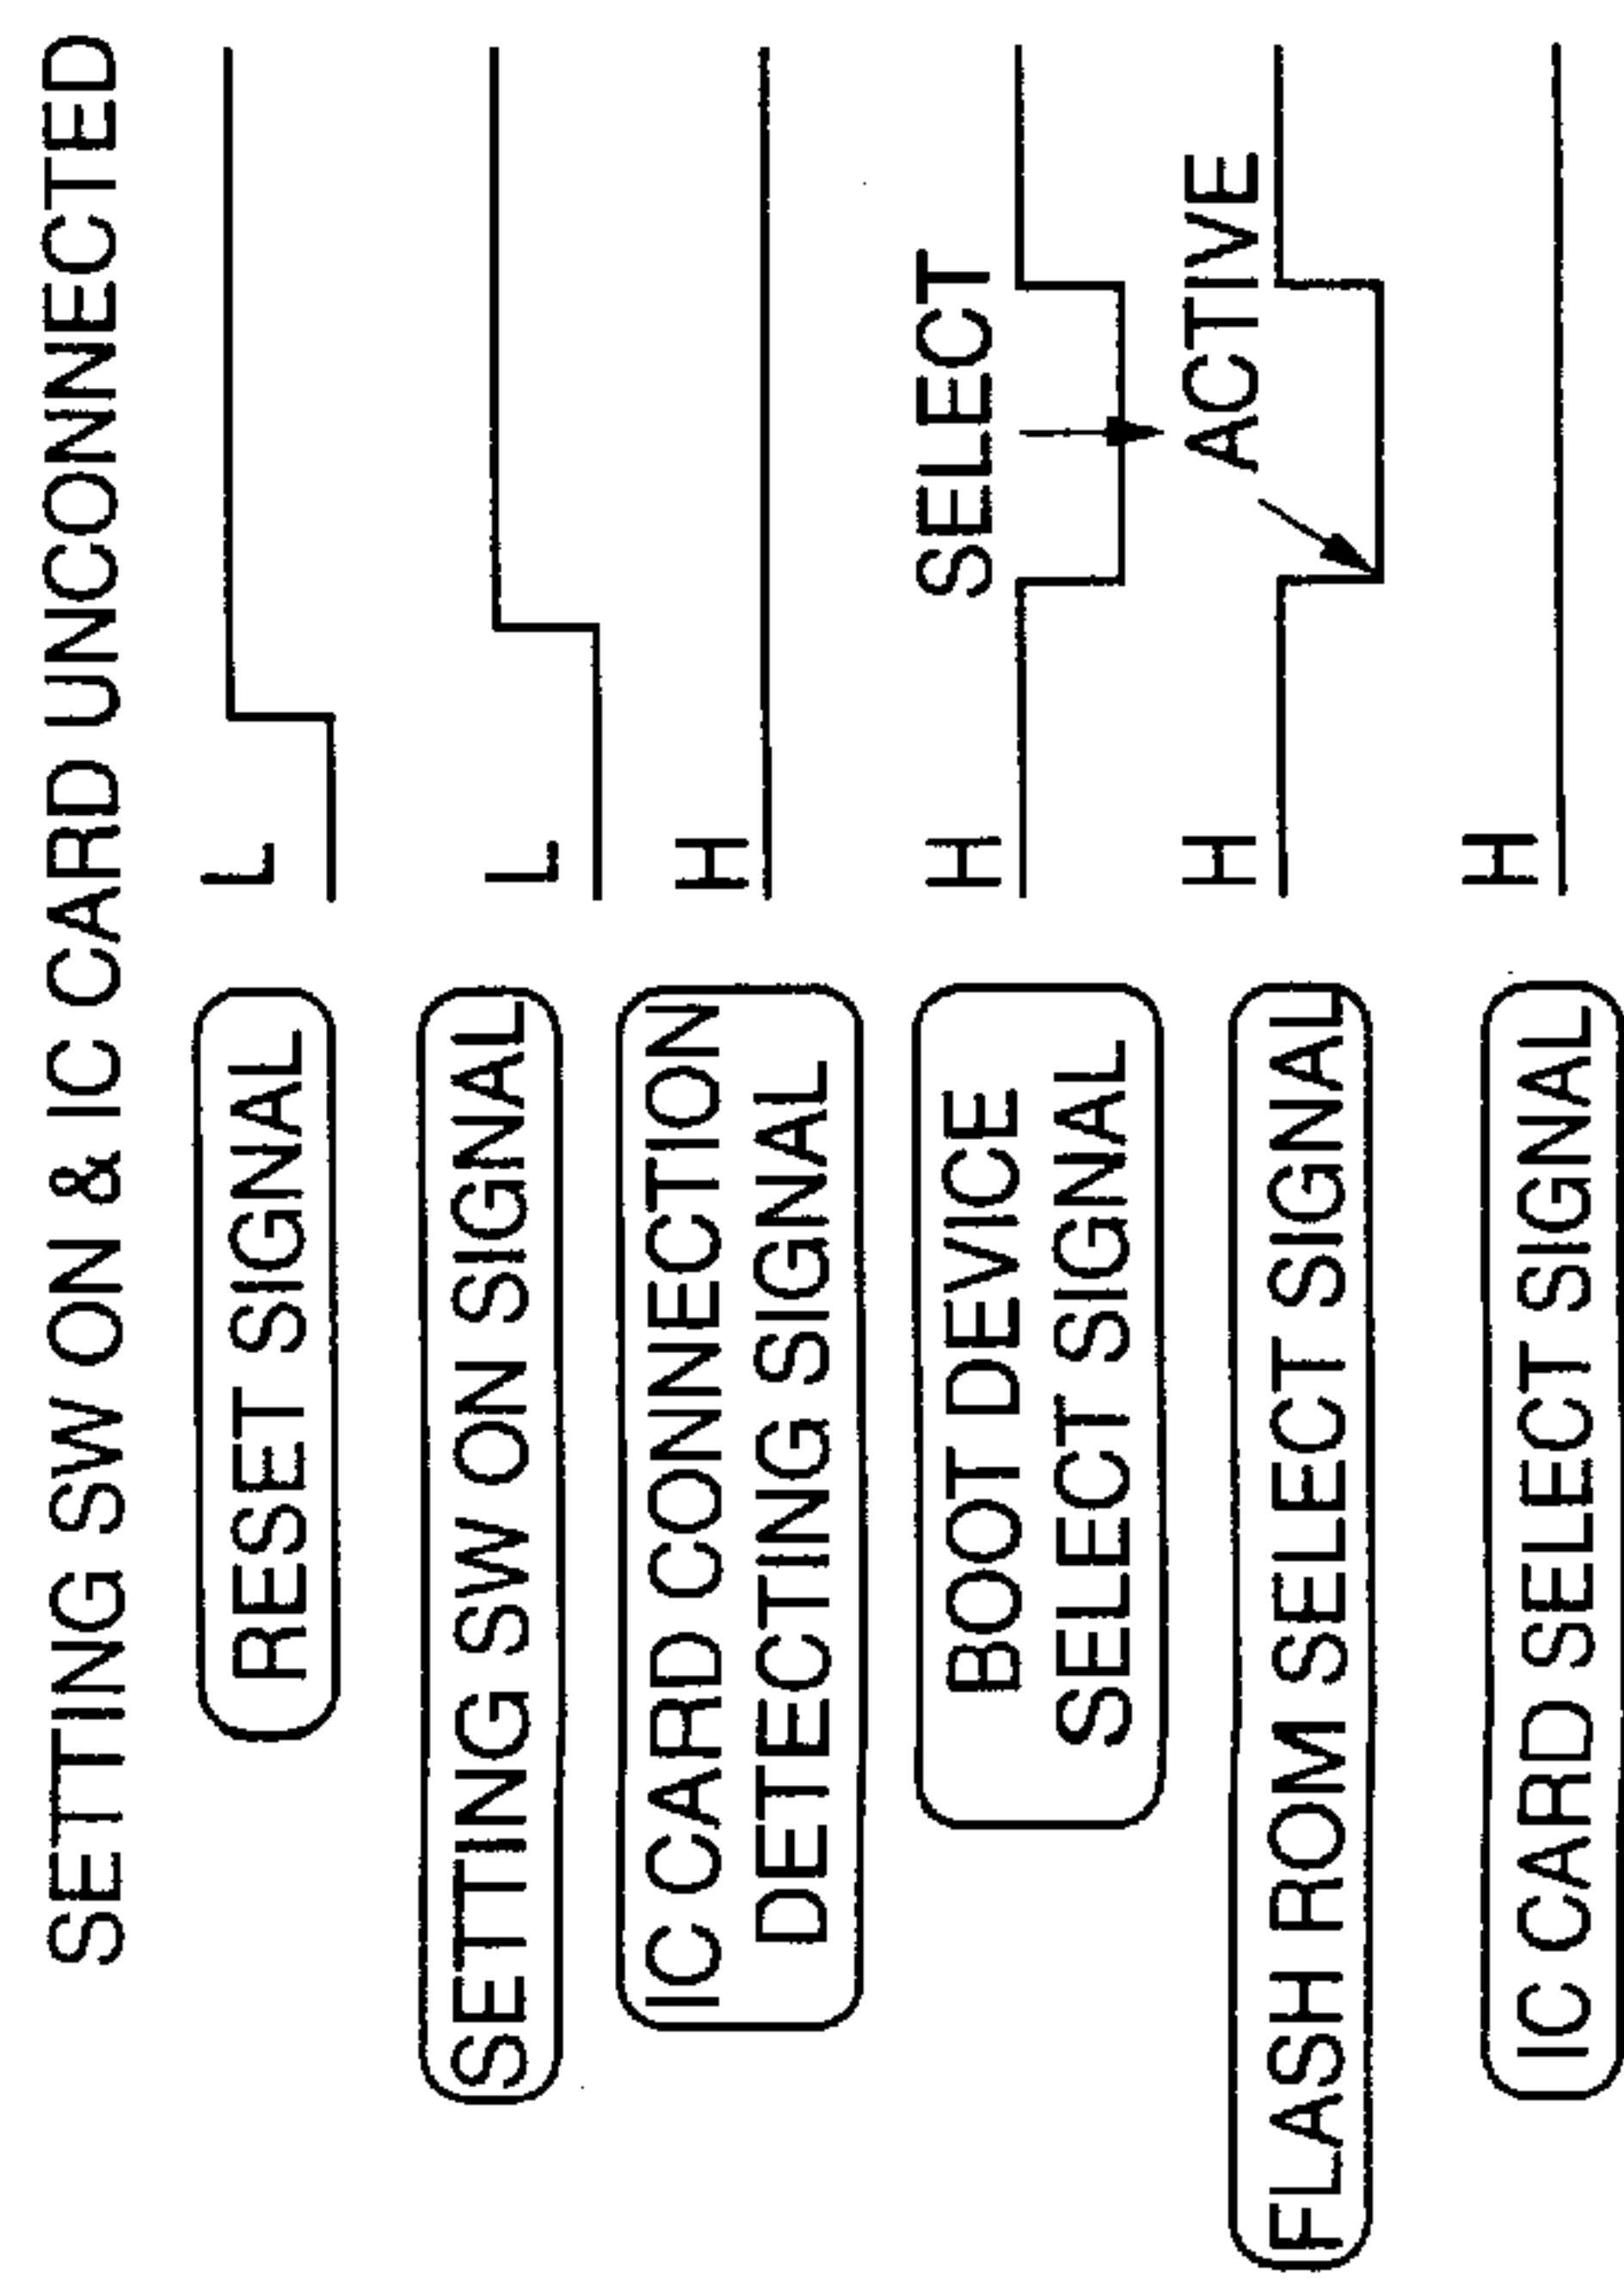 SETTING SW ON & IC CARD UNCONNECTED
RESET SIGNAL
L
SETTING SW ON SIGNAL
L
IC CARD CONNECTION
DETECTING SIGNAL
H
BOOT DEVICE
SELECT SIGNAL
H
SELECT
FLASH ROM SELECT SIGNAL
H
ACTIVE
IC CARD SELECT SIGNAL
H